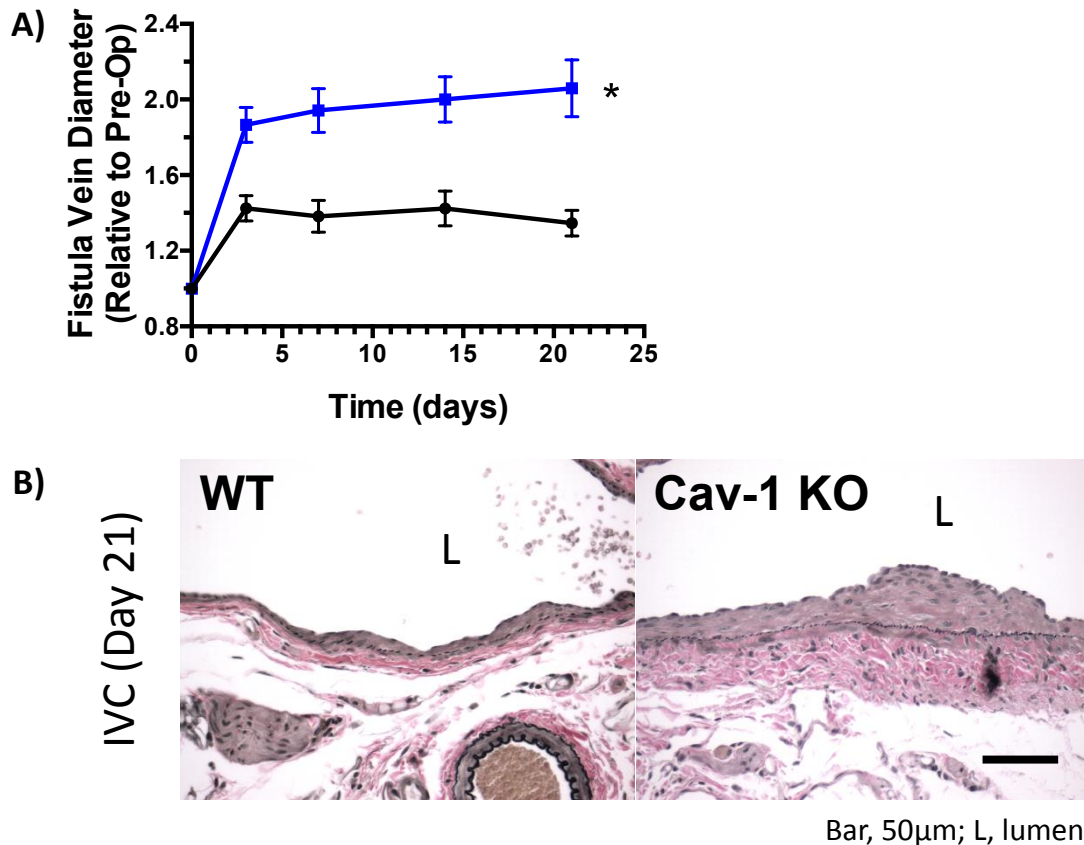 A)
Fistula Vein Diameter
(Relative to Pre-Op)
2.4
2.0
1.6
1.2
0.8
*
0 5 10 15 20 25
Time (days)
B)
IVC (Day 21)
WT
L
Cav-1 KO
L
Bar, 50µm; L, lumen